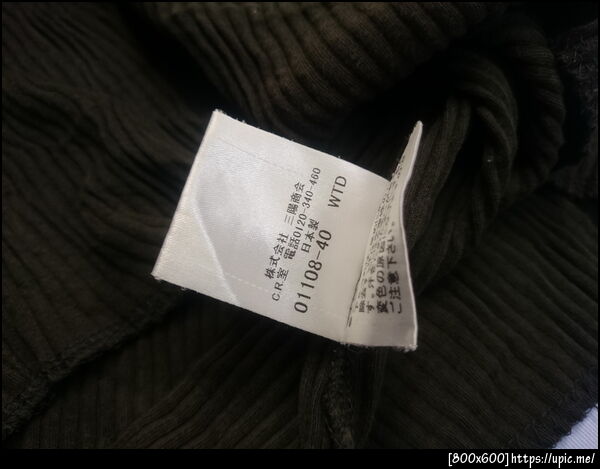 株式会社 三陽商会
C.R.室 電話0120-340-460
日本製
01108-40 WTD
変色の原
ご注意下さい
[800x600]https://upic.me/